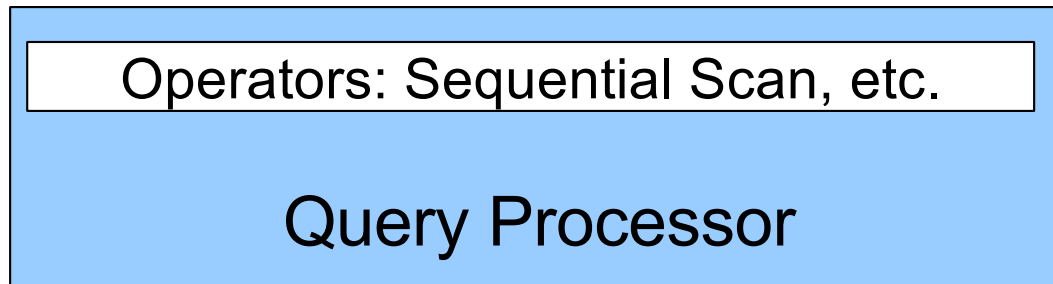 Operators: Sequential Scan, etc.
Query Processor